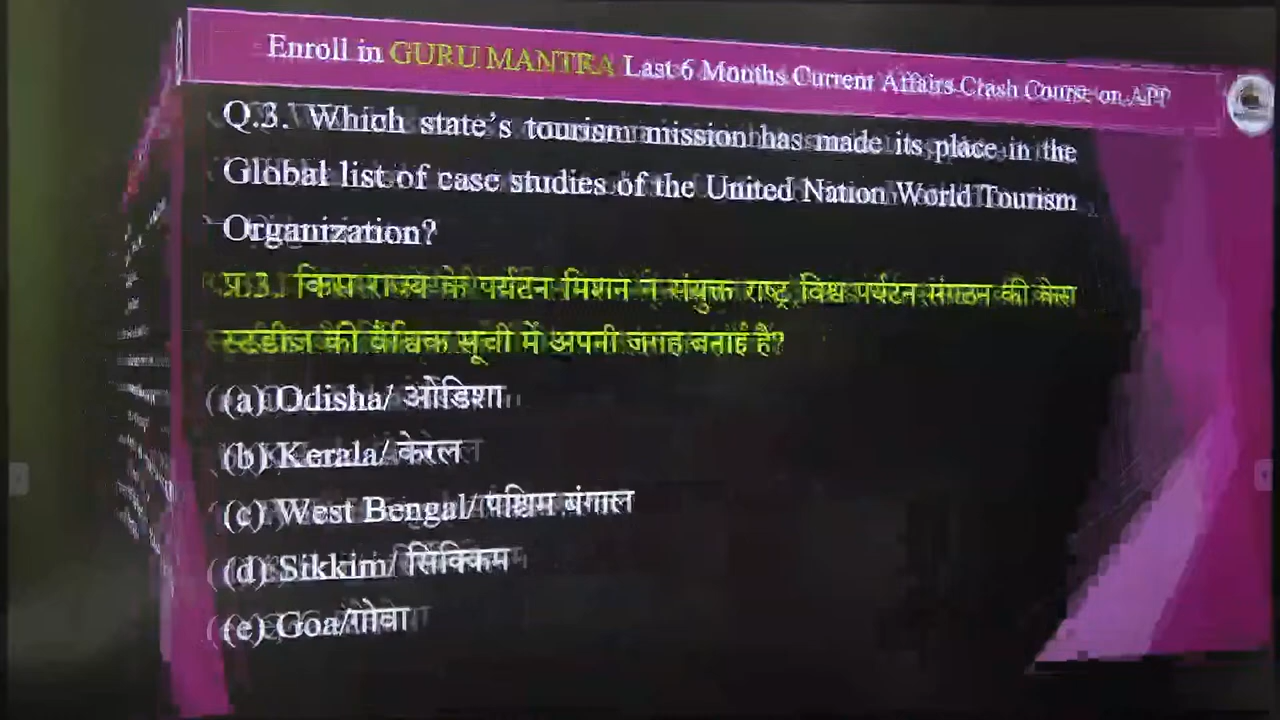 Enroll in GURU MANTRA Last 6 Months Current Affairs Crash Course on APP
Q.3. Which state's tourism mission has made its place in the
Global list of case studies of the United Nation World Tourism
Organization?
प्र.3. किस राज्य के पर्यटन मिशन ने संयुक्त राष्ट्र विश्व पर्यटन संगठन की केस
स्टडीज की वैश्विक सूची में अपनी जगह बनाई है?
(a) Odisha/ ओडिशा
(b) Kerala/ केरल
(c) West Bengal/ पश्चिम बंगाल
(d) Sikkim/ सिक्किम
(e) Goa/गोवा